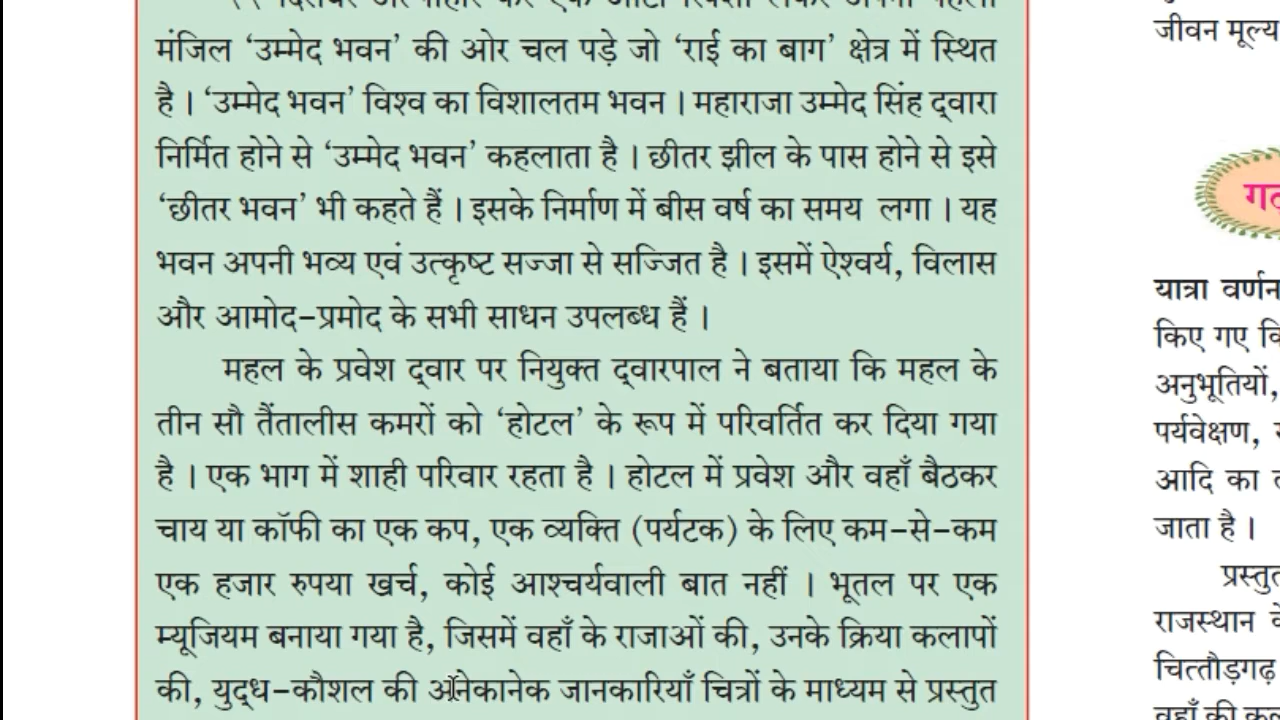 मंजिल ‘उम्मेद भवन’ की ओर चल पड़े जो ‘राई का बाग’ क्षेत्र में स्थित
है । ‘उम्मेद भवन’ विश्व का विशालतम भवन । महाराजा उम्मेद सिंह द्वारा
निर्मित होने से ‘उम्मेद भवन’ कहलाता है । छीतर झील के पास होने से इसे
‘छीतर भवन’ भी कहते हैं । इसके निर्माण में बीस वर्ष का समय लगा । यह
भवन अपनी भव्य एवं उत्कृष्ट सज्जा से सज्जित है । इसमें ऐश्वर्य, विलास
और आमोद-प्रमोद के सभी साधन उपलब्ध हैं ।
महल के प्रवेश द्वार पर नियुक्त द्वारपाल ने बताया कि महल के
तीन सौ तैंतालीस कमरों को ‘होटल’ के रूप में परिवर्तित कर दिया गया
है । एक भाग में शाही परिवार रहता है । होटल में प्रवेश और वहाँ बैठकर
चाय या कॉफी का एक कप, एक व्यक्ति (पर्यटक) के लिए कम-से-कम
एक हजार रुपया खर्च, कोई आश्चर्यवाली बात नहीं । भूतल पर एक
म्यूजियम बनाया गया है, जिसमें वहाँ के राजाओं की, उनके क्रिया कलापों
की, युद्ध-कौशल की अनेकानेक जानकारियाँ चित्रों के माध्यम से प्रस्तुत
जीवन मूल्य
यात्रा वर्णन
किए गए
अनुभूतियों,
पर्यवेक्षण,
आदि का
जाता है ।
राजस्थान
चित्तौड़गढ़
वहाँ की